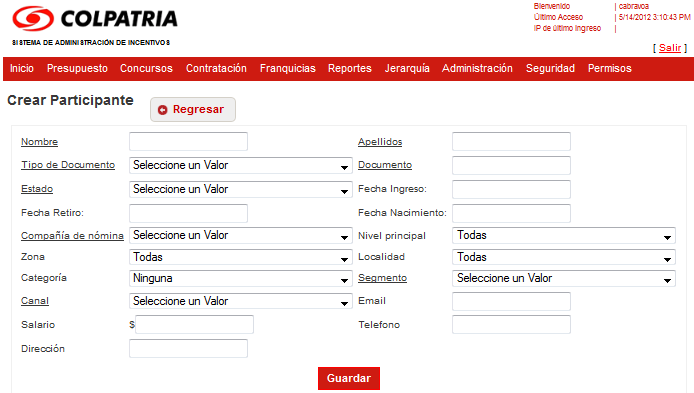 COLPATRIA
SISTEMA DE ADMINISTRACIÓN DE INCENTIVOS
Bienvenido | cabravoa
Último Acceso | 5/14/2012 3:10:43 PM
IP de último Ingreso |
[ Salir ]
Inicio Presupuesto Concursos Contratación Franquicias Reportes Jerarquía Administración Seguridad Permisos
Crear Participante Regresar
Nombre Apellidos
Tipo de Documento Seleccione un Valor Documento
Estado Seleccione un Valor Fecha Ingreso:
Fecha Retiro: Fecha Nacimiento:
Compañía de nómina Seleccione un Valor Nivel principal Todas
Zona Todas Localidad Todas
Categoría Ninguna Segmento Seleccione un Valor
Canal Seleccione un Valor Email
Salario $ Telefono
Dirección
Guardar